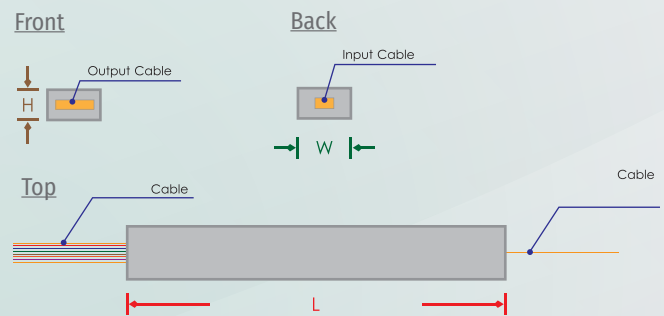 Front
Back
Output Cable
Input Cable
H
W
Top
Cable
Cable
L